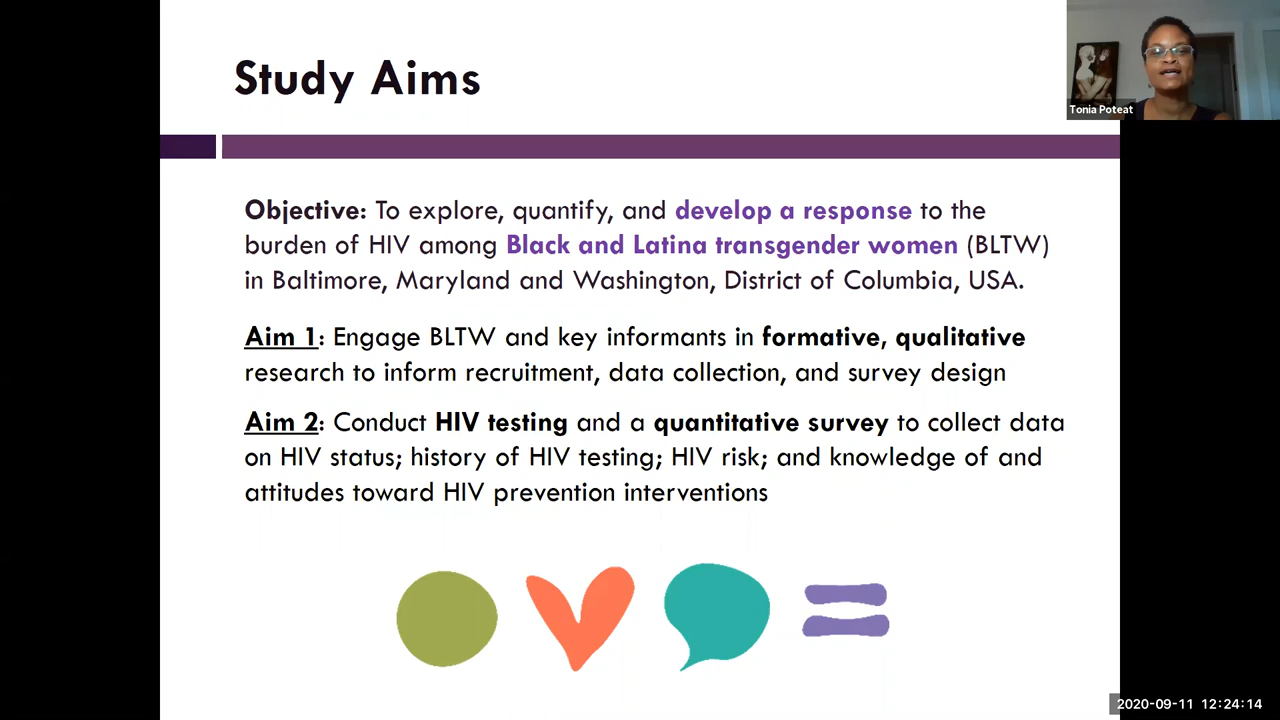 Study Aims
Tonia Poteat
Objective: To explore, quantify, and develop a response to the
burden of HIV among Black and Latina transgender women (BLTW)
in Baltimore, Maryland and Washington, District of Columbia, USA.
Aim 1: Engage BLTW and key informants in formative, qualitative
research to inform recruitment, data collection, and survey design
Aim 2: Conduct HIV testing and a quantitative survey to collect data
on HIV status; history of HIV testing; HIV risk; and knowledge of and
attitudes toward HIV prevention interventions
2020-09-11 12:24:14